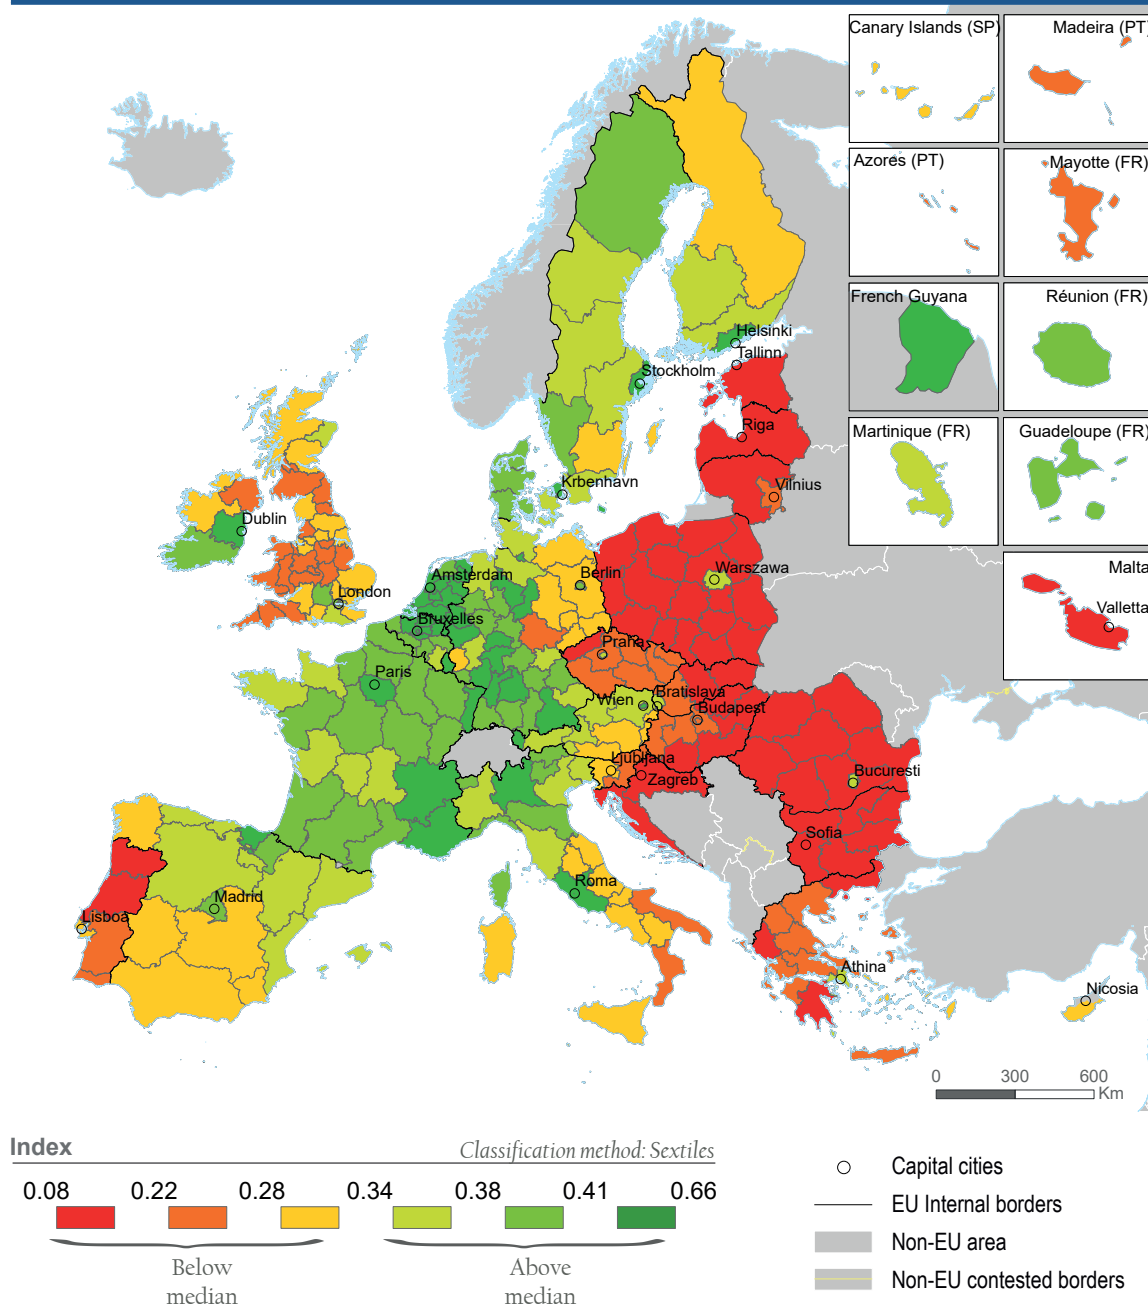 Canary Islands (SP)
Madeira (PT)
Azores (PT)
Mayotte (FR)
French Guyana
Réunion (FR)
Martinique (FR)
Guadeloupe (FR)
Malta
Valletta
Helsinki
Tallinn
Stockholm
Riga
Krbenhavn
Vilnius
Dublin
Amsterdam
Berlin
Warszawa
London
Bruxelles
Praha
Paris
Wien
Bratislava
Budapest
Ljubljana
Zagreb
Bucuresti
Sofia
Roma
Madrid
Lisboa
Athina
Nicosia
0 300 600
Km
Index
Classification method: Sextiles
0.08 0.22 0.28 0.34 0.38 0.41 0.66
Below
median
Above
median
Capital cities
EU Internal borders
Non-EU area
Non-EU contested borders